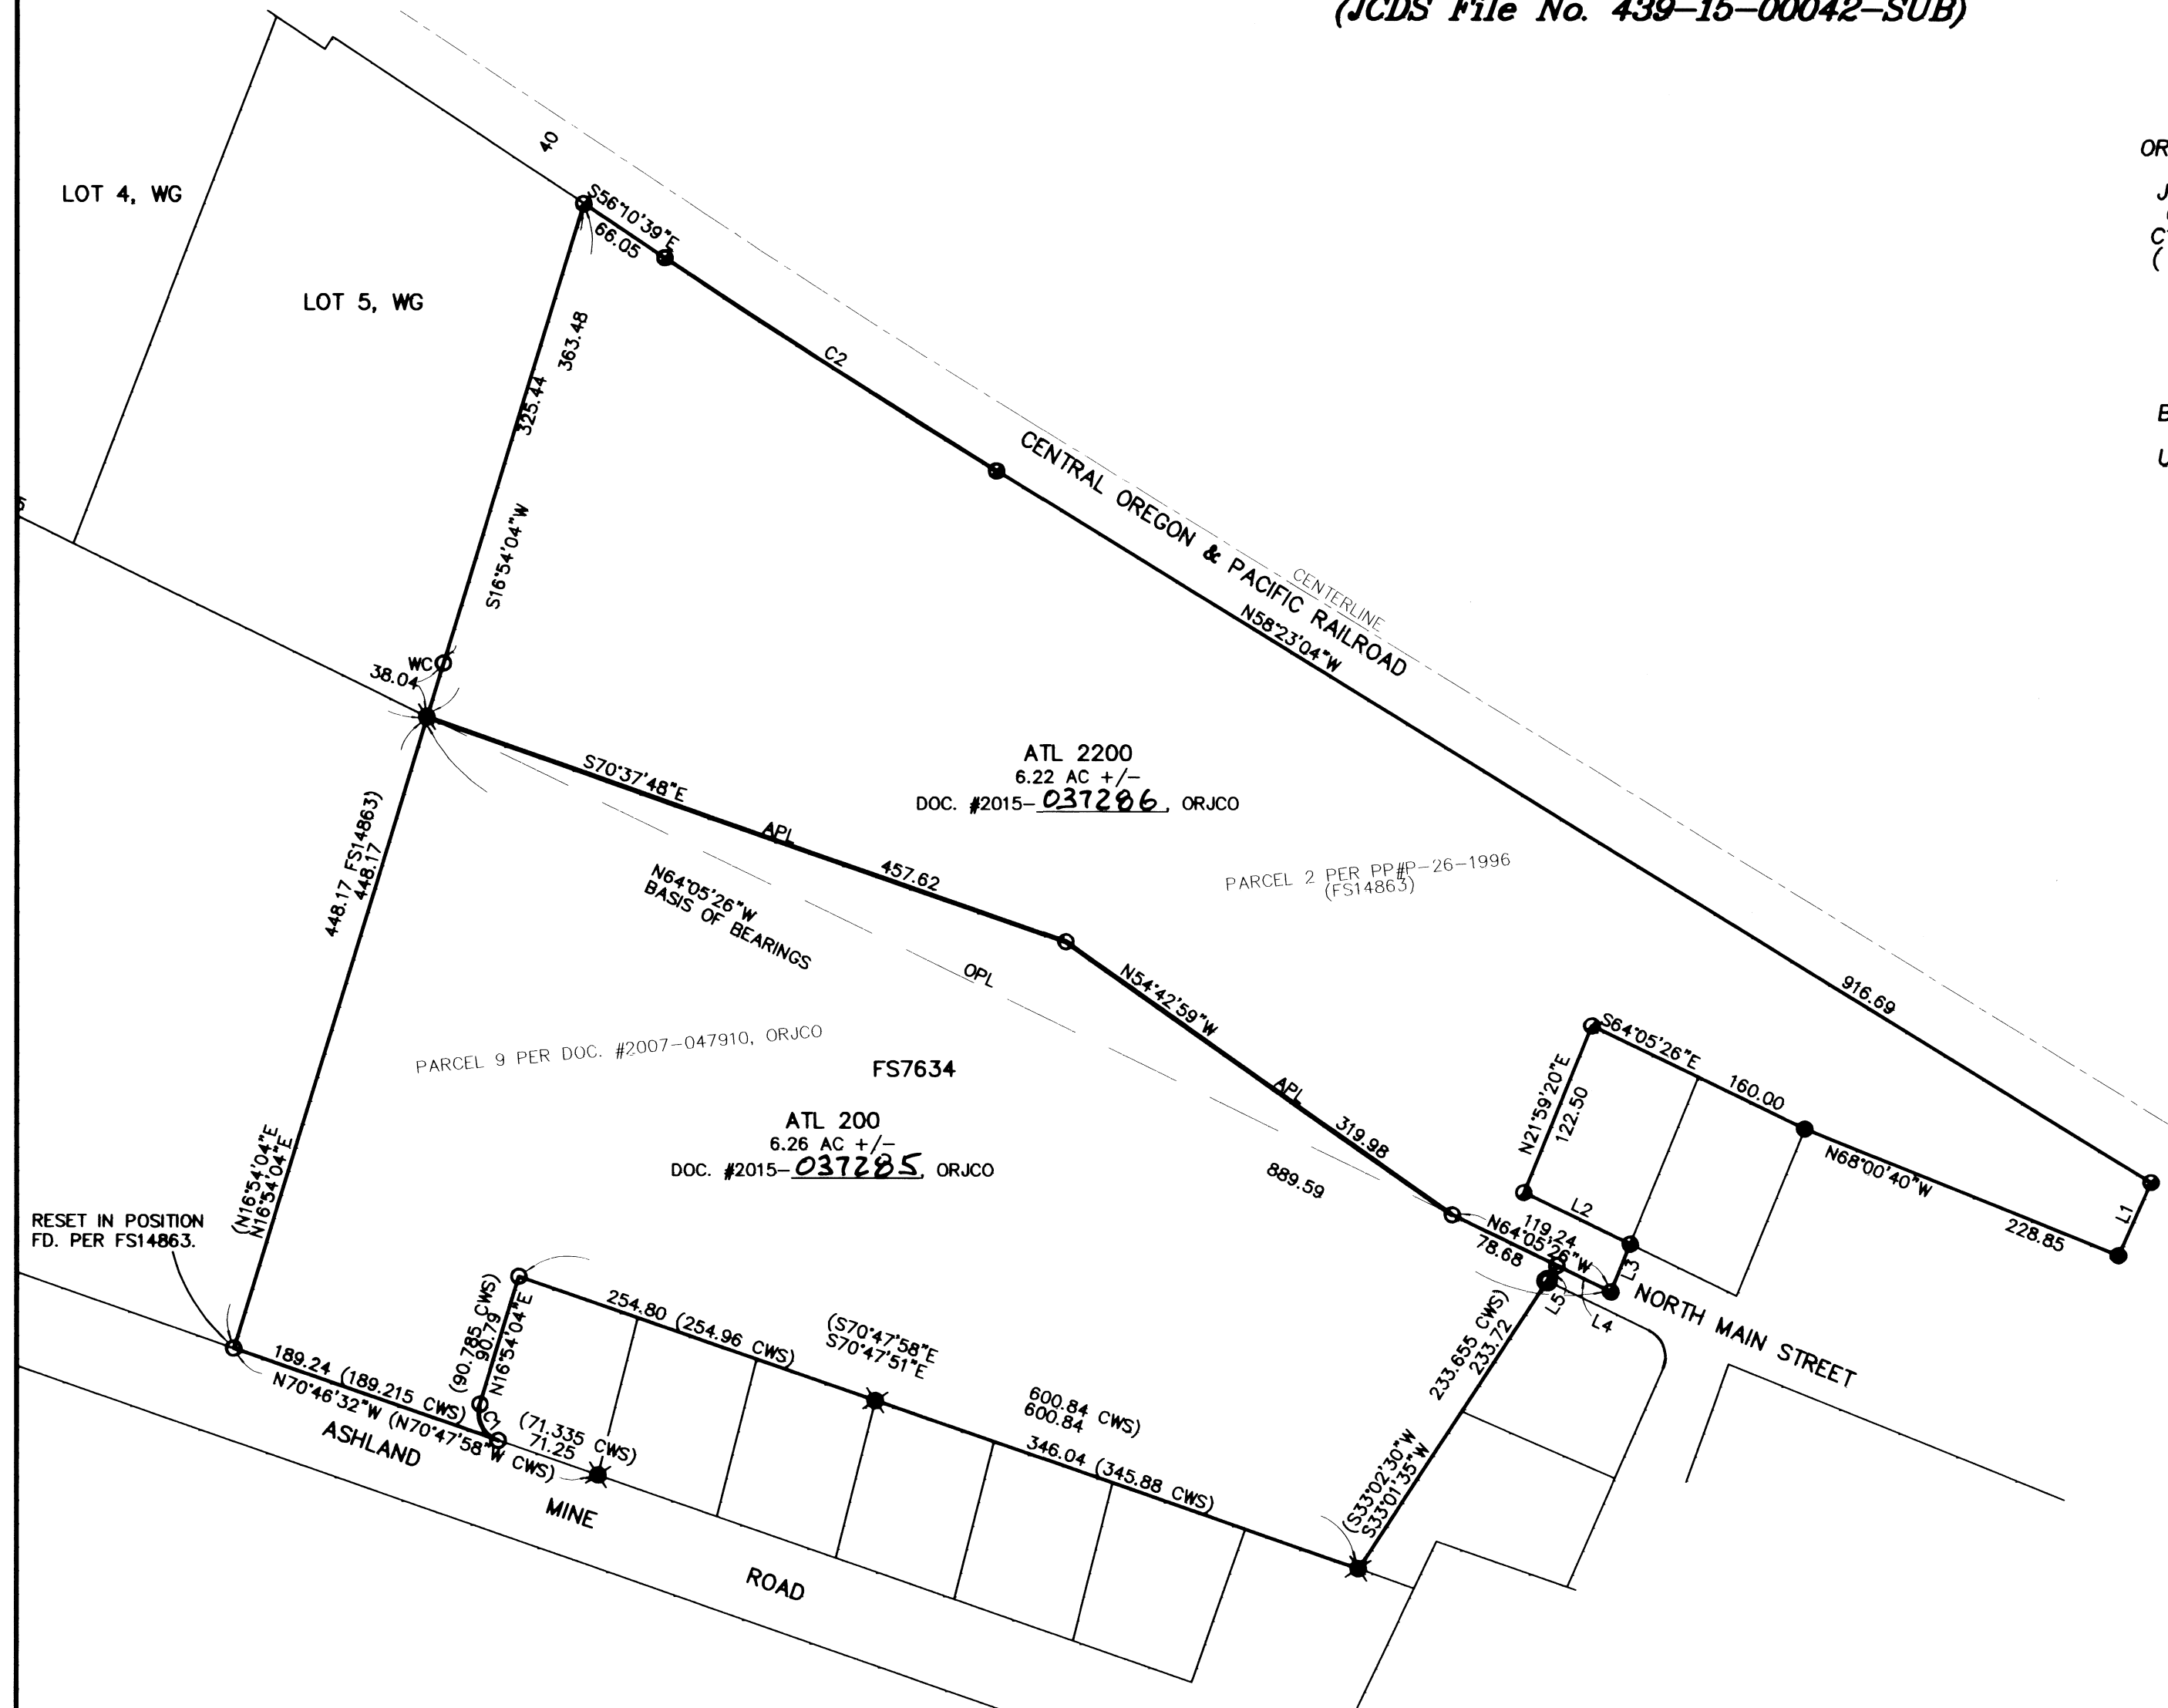 (JCDS File No. 439-15-00042-SUB)
OR
J
C
(
B
U
40
LOT 4, WG
S56°10'39"E
66.05
LOT 5, WG
363.48
325.44
C2
CENTRAL OREGON & PACIFIC RAILROAD
CENTERLINE
S16°54'04"W
N58°23'04"W
WC
38.04
ATL 2200
6.22 AC +/-
DOC. #2015-037286, ORJCO
S70°37'48"E
APL
457.62
448.17 FS14863)
448.17
N64°05'26"W
BASIS OF BEARINGS
PARCEL 2 PER PP#P-26-1996
(FS14863)
OPL
N54°42'59"W
916.69
PARCEL 9 PER DOC. #2007-047910, ORJCO
FS7634
S64°05'26"E
160.00
APL
319.98
N21°59'20"E
122.50
ATL 200
6.26 AC +/-
DOC. #2015-037285, ORJCO
889.59
N68°00'40"W
228.85
L1
(N16°54'04"E
N16°54'04"E
RESET IN POSITION
FD. PER FS14863.
L2
119.24
N64°05'26"W
78.68
L3
L5
L4
NORTH MAIN STREET
254.80 (254.96 CWS)
(90.785 CWS)
90.79
N16°54'04"E
(S70°47'58"E
S70°47'51"E
233.655 CWS)
233.72
189.24 (189.215 CWS)
N70°46'32"W (N70°47'58"W CWS)
C1
(71.335 CWS)
71.25
600.84 CWS)
600.84
346.04 (345.88 CWS)
(S33°02'30"W
S33°01'35"W
ASHLAND
MINE
ROAD